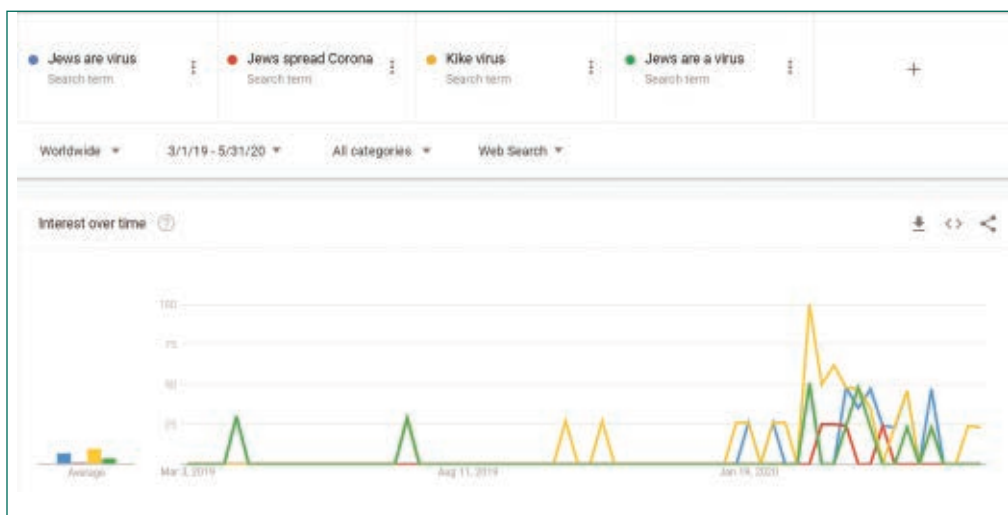 Jews are virus
Search term
Jews spread Corona
Search term
Kike virus
Search term
Jews are a virus
Search term
+
Worldwide
3/1/19 - 5/31/20
All categories
Web Search
Interest over time
?
100
75
50
25
Average
Mar 3, 2019
Aug 11, 2019
Jan 19, 2020